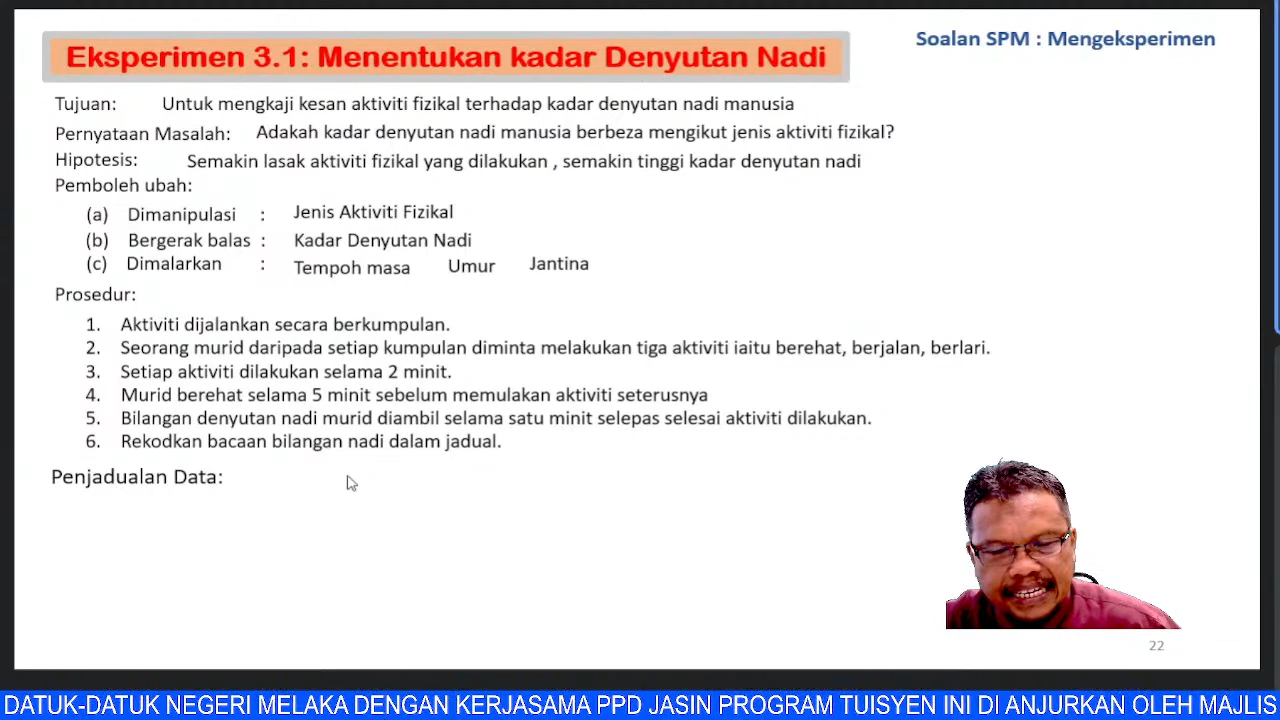 Soalan SPM : Mengeksperimen
Eksperimen 3.1: Menentukan kadar Denyutan Nadi
Tujuan: Untuk mengkaji kesan aktiviti fizikal terhadap kadar denyutan nadi manusia
Pernyataan Masalah: Adakah kadar denyutan nadi manusia berbeza mengikut jenis aktiviti fizikal?
Hipotesis: Semakin lasak aktiviti fizikal yang dilakukan , semakin tinggi kadar denyutan nadi
Pemboleh ubah:
(a) Dimanipulasi : Jenis Aktiviti Fizikal
(b) Bergerak balas : Kadar Denyutan Nadi
(c) Dimalarkan : Tempoh masa Umur Jantina
Prosedur:
1. Aktiviti dijalankan secara berkumpulan.
2. Seorang murid daripada setiap kumpulan diminta melakukan tiga aktiviti iaitu berehat, berjalan, berlari.
3. Setiap aktiviti dilakukan selama 2 minit.
4. Murid berehat selama 5 minit sebelum memulakan aktiviti seterusnya
5. Bilangan denyutan nadi murid diambil selama satu minit selepas selesai aktiviti dilakukan.
6. Rekodkan bacaan bilangan nadi dalam jadual.
Penjadualan Data:
22
DATUK-DATUK NEGERI MELAKA DENGAN KERJASAMA PPD JASIN PROGRAM TUISYEN INI DI ANJURKAN OLEH MAJLIS